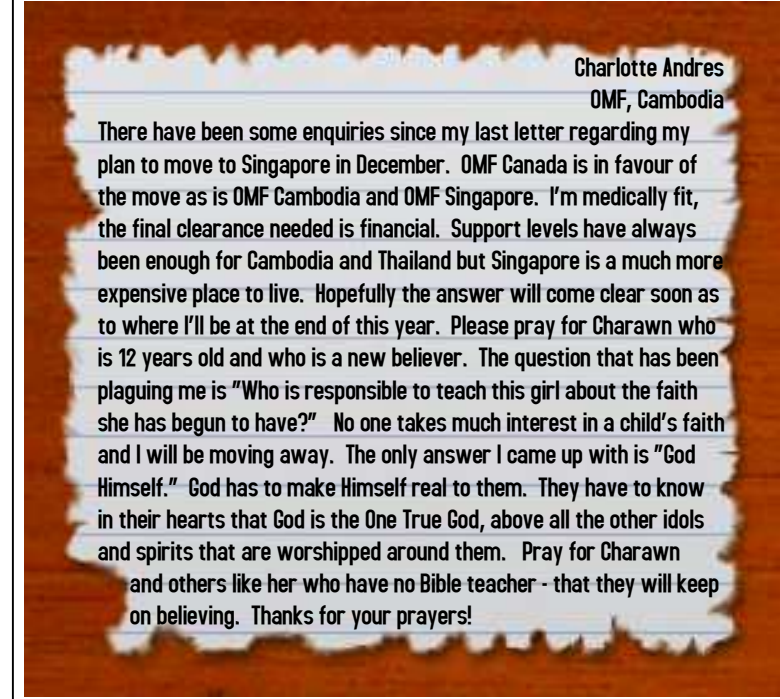 Charlotte Andres
OMF, Cambodia
There have been some enquiries since my last letter regarding my
plan to move to Singapore in December.  OMF Canada is in favour of
the move as is OMF Cambodia and OMF Singapore.  I'm medically fit,
the final clearance needed is financial.  Support levels have always
been enough for Cambodia and Thailand but Singapore is a much more
expensive place to live.  Hopefully the answer will come clear soon as
to where I'll be at the end of this year.  Please pray for Charawn who
is 12 years old and who is a new believer.  The question that has been
plaguing me is "Who is responsible to teach this girl about the faith
she has begun to have?"   No one takes much interest in a child's faith
and I will be moving away.  The only answer I came up with is "God
Himself."  God has to make Himself real to them.  They have to know
in their hearts that God is the One True God, above all the other idols
and spirits that are worshipped around them.   Pray for Charawn
and others like her who have no Bible teacher - that they will keep
on believing.  Thanks for your prayers!